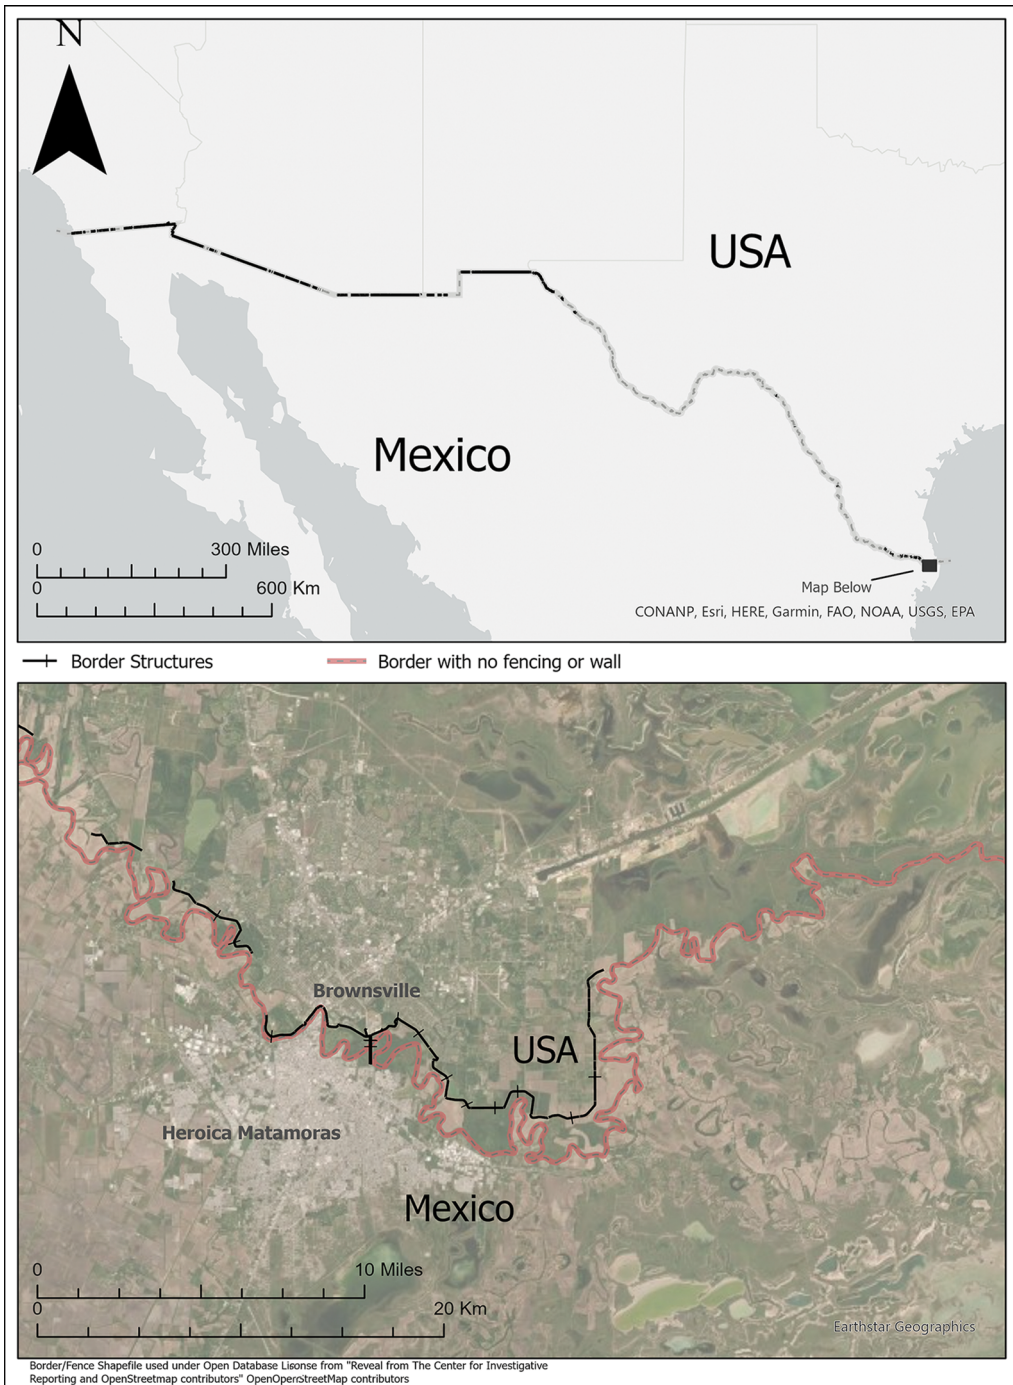 N
USA
Mexico
0 300 Miles
0 600 Km
Map Below
CONANP, Esri, HERE, Garmin, FAO, NOAA, USGS, EPA
Border Structures Border with no fencing or wall
Brownsville
USA
Heroica Matamoras
Mexico
0 10 Miles
0 20 Km
Earthstar Geographics
Border/Fence Shapefile used under Open Database Lisonse from "Reveal from The Center for Investigative
Reporting and OpenStreetmap contributors" OpenOpenStreetMap contributors